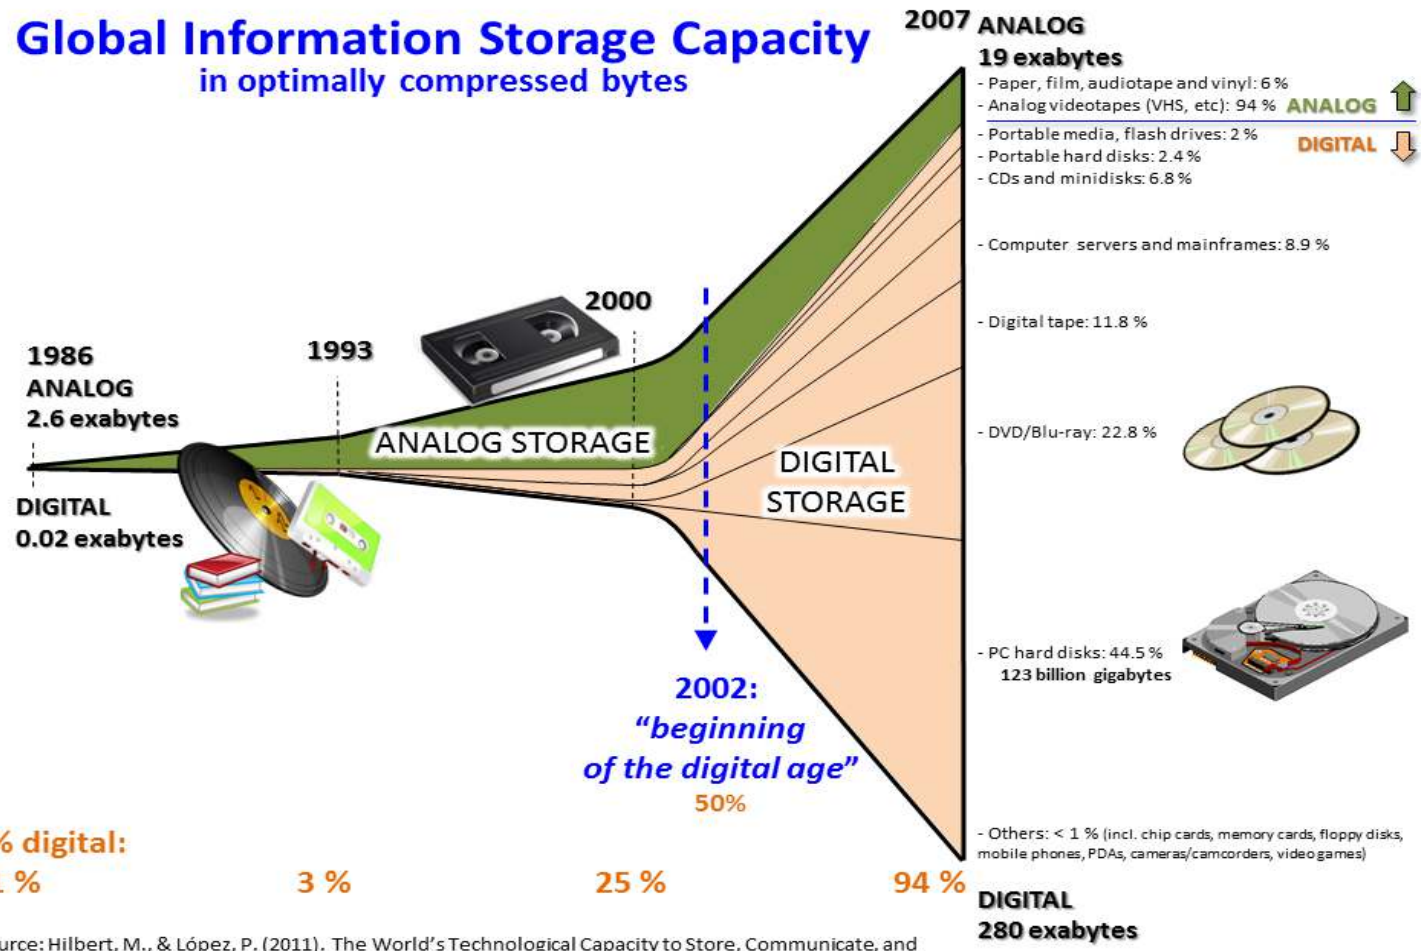 Global Information Storage Capacity
in optimally compressed bytes
2007
ANALOG
19 exabytes
- Paper, film, audiotape and vinyl: 6 %
- Analog videotapes (VHS, etc): 94 %
ANALOG
- Portable media, flash drives: 2 %
DIGITAL
- Portable hard disks: 2.4 %
- CDs and minidisks: 6.8 %
- Computer servers and mainframes: 8.9 %
- Digital tape: 11.8 %
- DVD/Blu-ray: 22.8 %
- PC hard disks: 44.5 %
123 billion gigabytes
- Others: < 1 % (incl. chip cards, memory cards, floppy disks,
mobile phones, PDAs, cameras/camcorders, video games)
DIGITAL
280 exabytes
2000
1993
1986
ANALOG
2.6 exabytes
DIGITAL
0.02 exabytes
ANALOG STORAGE
DIGITAL
STORAGE
2002:
“beginning
of the digital age”
50%
% digital:
%
3 %
25 %
94 %
Hilbert, M., & López, P. (2011). The World’s Technological Capacity to Store, Communicate, and